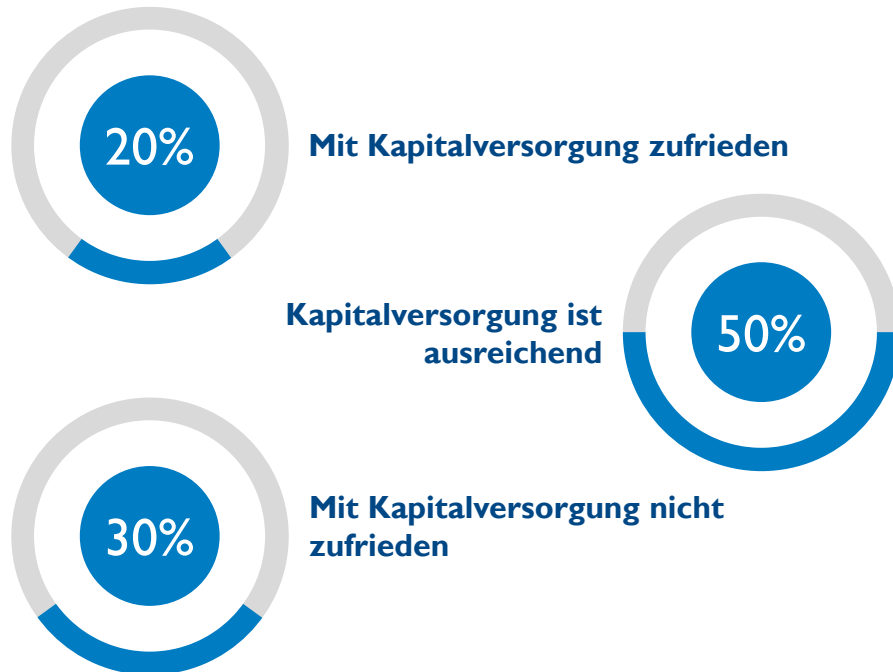 20%
Mit Kapitalversorgung zufrieden
Kapitalversorgung ist
ausreichend
50%
30%
Mit Kapitalversorgung nicht
zufrieden